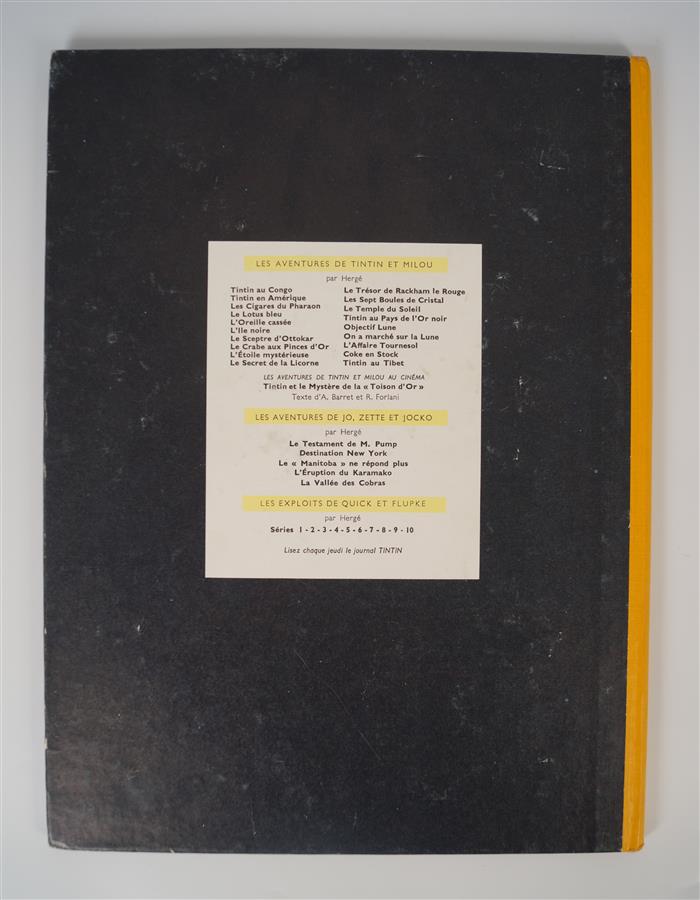 LES AVENTURES DE TINTIN ET MILOU
par Hergé
Tintin au Congo
Tintin en Amérique
Les Cigares du Pharaon
Le Lotus bleu
L'Oreille cassée
L'Ile noire
Le Sceptre d'Ottokar
Le Crabe aux Pinces d'Or
L'Étoile mystérieuse
Le Secret de la Licorne
Le Trésor de Rackham le Rouge
Les Sept Boules de Cristal
Le Temple du Soleil
Tintin au Pays de l'Or noir
Objectif Lune
On a marché sur la Lune
L'Affaire Tournesol
Coke en Stock
Tintin au Tibet
LES AVENTURES DE TINTIN ET MILOU AU CINÉMA
Tintin et le Mystère de la « Toison d'Or »
Texte d'A. Barret et R. Forlani
LES AVENTURES DE JO, ZETTE ET JOCKO
par Hergé
Le Testament de M. Pump
Destination New York
Le « Manitoba » ne répond plus
L'Éruption du Karamako
La Vallée des Cobras
LES EXPLOITS DE QUICK ET FLUPKE
par Hergé
Séries 1 - 2 - 3 - 4 - 5 - 6 - 7 - 8 - 9 - 10
Lisez chaque jeudi le journal TINTIN